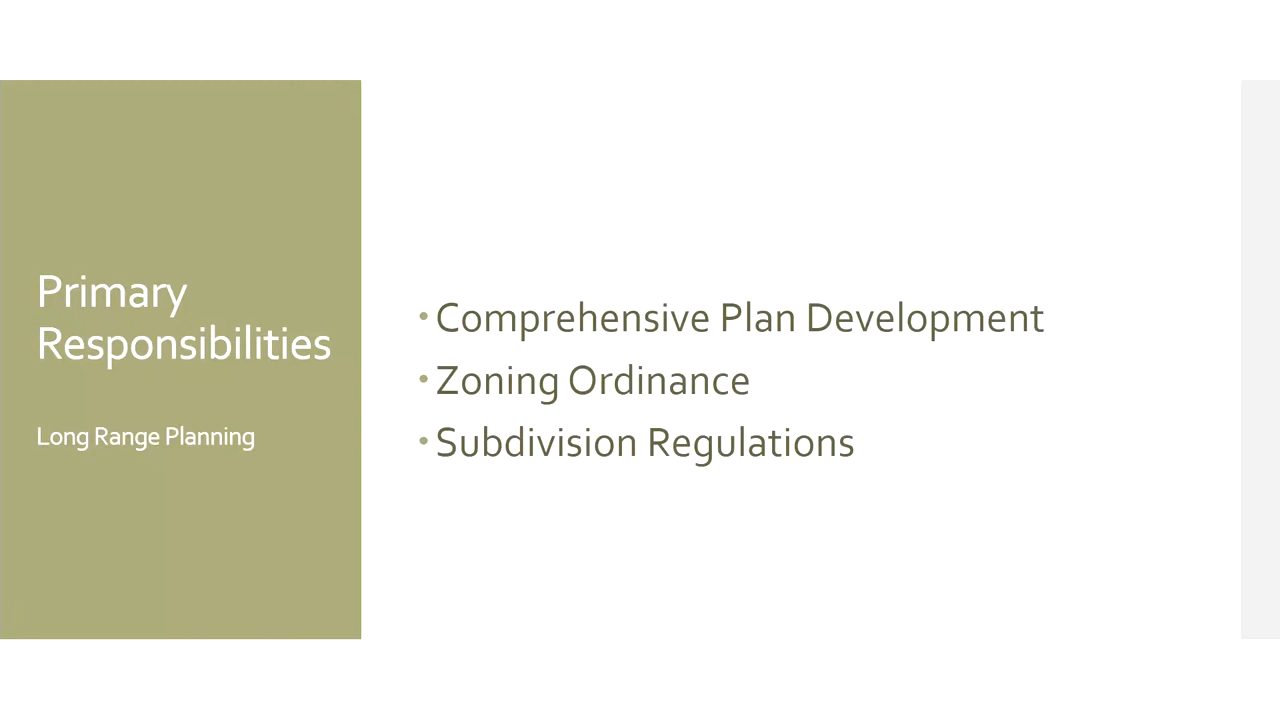 Primary
Responsibilities
Long Range Planning
• Comprehensive Plan Development
• Zoning Ordinance
• Subdivision Regulations